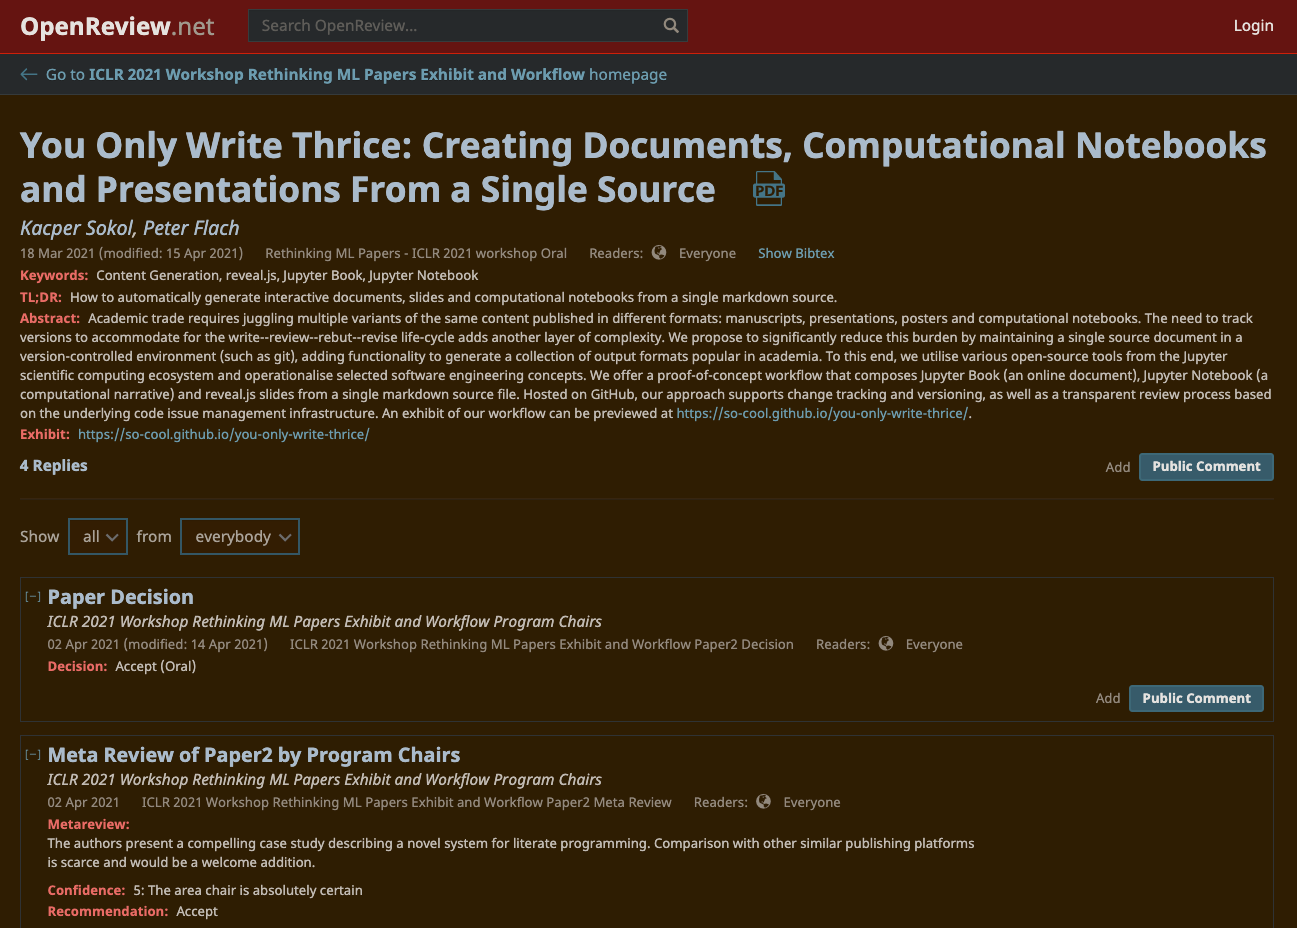 OpenReview.net
Search OpenReview...
Login
← Go to ICLR 2021 Workshop Rethinking ML Papers Exhibit and Workflow homepage
You Only Write Thrice: Creating Documents, Computational Notebooks
and Presentations From a Single Source PDF
Kacper Sokol, Peter Flach
18 Mar 2021 (modified: 15 Apr 2021) Rethinking ML Papers - ICLR 2021 workshop Oral Readers: Everyone Show Bibtex
Keywords: Content Generation, reveal.js, Jupyter Book, Jupyter Notebook
TL;DR: How to automatically generate interactive documents, slides and computational notebooks from a single markdown source.
Abstract: Academic trade requires juggling multiple variants of the same content published in different formats: manuscripts, presentations, posters and computational notebooks. The need to track
versions to accommodate for the write--review--rebut--revise life-cycle adds another layer of complexity. We propose to significantly reduce this burden by maintaining a single source document in a
version-controlled environment (such as git), adding functionality to generate a collection of output formats popular in academia. To this end, we utilise various open-source tools from the Jupyter
scientific computing ecosystem and operationalise selected software engineering concepts. We offer a proof-of-concept workflow that composes Jupyter Book (an online document), Jupyter Notebook (a
computational narrative) and reveal.js slides from a single markdown source file. Hosted on GitHub, our approach supports change tracking and versioning, as well as a transparent review process based
on the underlying code issue management infrastructure. An exhibit of our workflow can be previewed at https://so-cool.github.io/you-only-write-thrice/.
Exhibit: https://so-cool.github.io/you-only-write-thrice/
4 Replies
Add Public Comment
Show all from everybody
[−] Paper Decision
ICLR 2021 Workshop Rethinking ML Papers Exhibit and Workflow Program Chairs
02 Apr 2021 (modified: 14 Apr 2021) ICLR 2021 Workshop Rethinking ML Papers Exhibit and Workflow Paper2 Decision Readers: Everyone
Decision: Accept (Oral)
Add Public Comment
[−] Meta Review of Paper2 by Program Chairs
ICLR 2021 Workshop Rethinking ML Papers Exhibit and Workflow Program Chairs
02 Apr 2021 ICLR 2021 Workshop Rethinking ML Papers Exhibit and Workflow Paper2 Meta Review Readers: Everyone
Metareview:
The authors present a compelling case study describing a novel system for literate programming. Comparison with other similar publishing platforms
is scarce and would be a welcome addition.
Confidence: 5: The area chair is absolutely certain
Recommendation: Accept